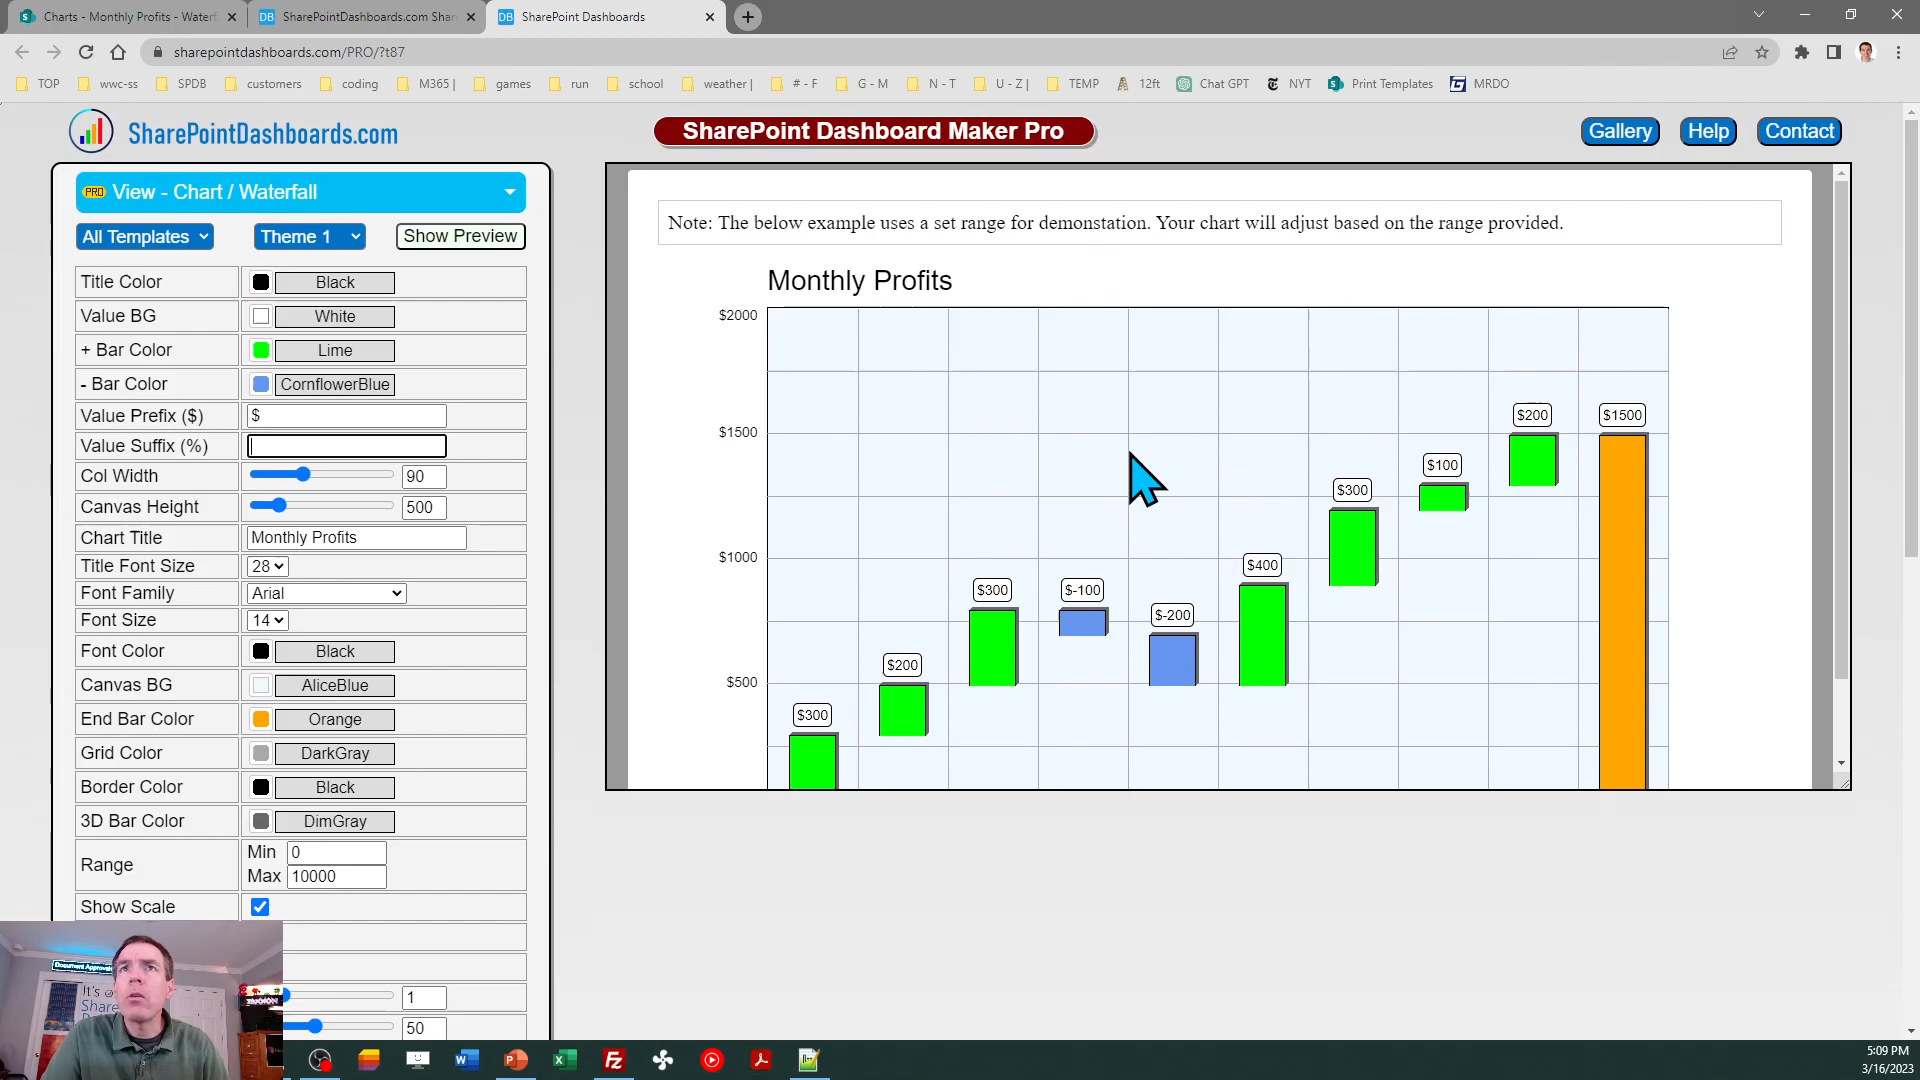 Charts - Monthly Profits - Waterf
SharePointDashboards.com Shar
SharePoint Dashboards
sharepointdashboards.com/PRO/?t87
TOP
wwc-ss
SPDB
customers
coding
M365 |
games
run
school
weather |
# - F
G - M
N - T
U - Z |
TEMP
12ft
Chat GPT
NYT
Print Templates
MRDO
SharePointDashboards.com
SharePoint Dashboard Maker Pro
Gallery
Help
Contact
PRO View - Chart / Waterfall
All Templates
Theme 1
Show Preview
Title Color
Black
Value BG
White
+ Bar Color
Lime
- Bar Color
CornflowerBlue
Value Prefix ($)
$
Value Suffix (%)
Col Width
90
Canvas Height
500
Chart Title
Monthly Profits
Title Font Size
28
Font Family
Arial
Font Size
14
Font Color
Black
Canvas BG
AliceBlue
End Bar Color
Orange
Grid Color
DarkGray
Border Color
Black
3D Bar Color
DimGray
Range
Min 0
Max 10000
Show Scale
1
50
Note: The below example uses a set range for demonstation. Your chart will adjust based on the range provided.
Monthly Profits
$2000
$1500
$1000
$500
$300
$200
$300
$-100
$-200
$400
$300
$100
$200
$1500
Document Approval
It's
Share
5:09 PM
3/16/2023